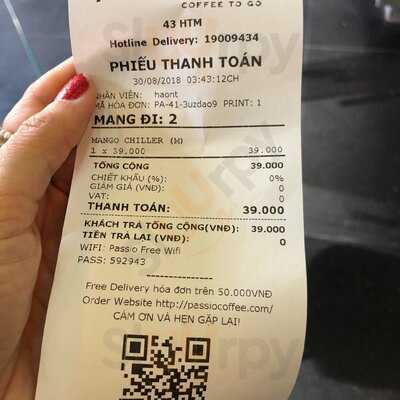 COFFEE TO GO
43 HTM
Hotline Delivery: 19009434
PHIẾU THANH TOÁN
30/08/2018 03:43:12CH
NHÂN VIÊN: haont
MÃ HÓA ĐƠN: PA-41-3uzdao9 PRINT: 1
MANG ĐI: 2
MANGO CHILLER (M)
1 x 39,000 39.000
TỔNG CỘNG 39.000
CHIẾT KHẤU (%): 0%
GIẢM GIÁ (VNĐ): 0
VAT: 0
THANH TOÁN: 39.000
KHÁCH TRẢ TỔNG CỘNG(VNĐ): 39.000
TIỀN TRẢ LẠI (VNĐ): 0
WIFI: Passio Free Wifi
PASS: 592943
Free Delivery hóa đơn trên 50.000VNĐ
Order Website http://passiocoffee.com/
CẢM ƠN VÀ HẸN GẶP LẠI!